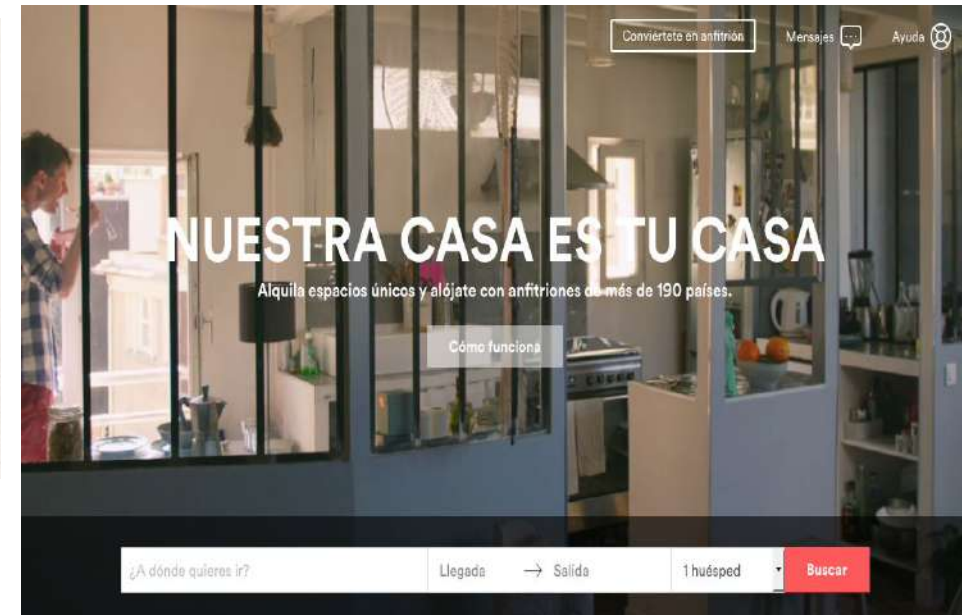 Conviértete en anfitrión Mensajes Ayuda
NUESTRA CASA ES TU CASA
Alquila espacios únicos y alójate con anfitriones de más de 190 países.
Cómo funciona
¿A dónde quieres ir? Llegada → Salida 1 huésped Buscar